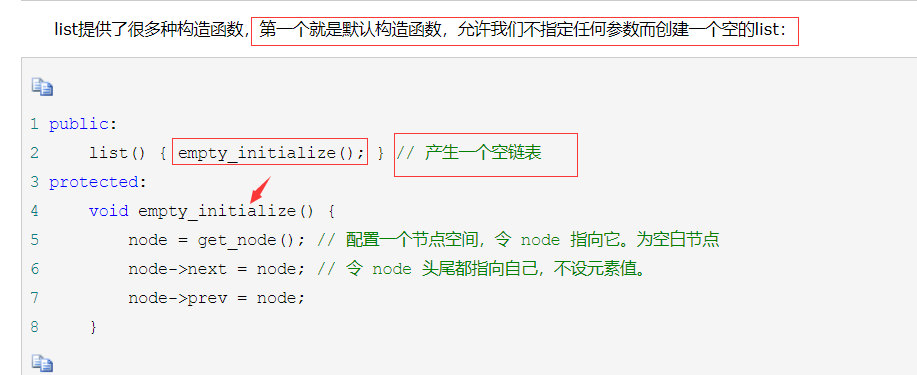 list提供了很多种构造函数，第一个就是默认构造函数，允许我们不指定任何参数而创建一个空的list：
1 public:
2     list() { empty_initialize(); } // 产生一个空链表
3 protected:
4     void empty_initialize() {
5         node = get_node(); // 配置一个节点空间，令 node 指向它。为空白节点
6         node->next = node; // 令 node 头尾都指向自己，不设元素值。
7         node->prev = node;
8     }